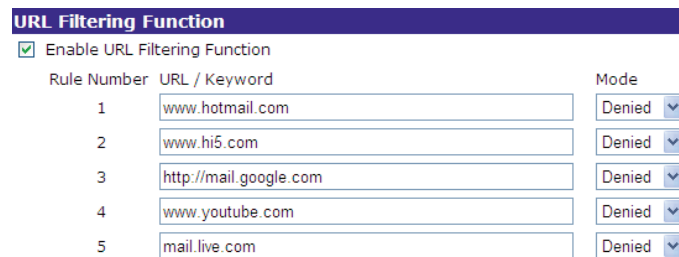 URL Filtering Function
Enable URL Filtering Function
Rule Number URL / Keyword Mode
1 www.hotmail.com Denied
2 www.hi5.com Denied
3 http://mail.google.com Denied
4 www.youtube.com Denied
5 mail.live.com Denied